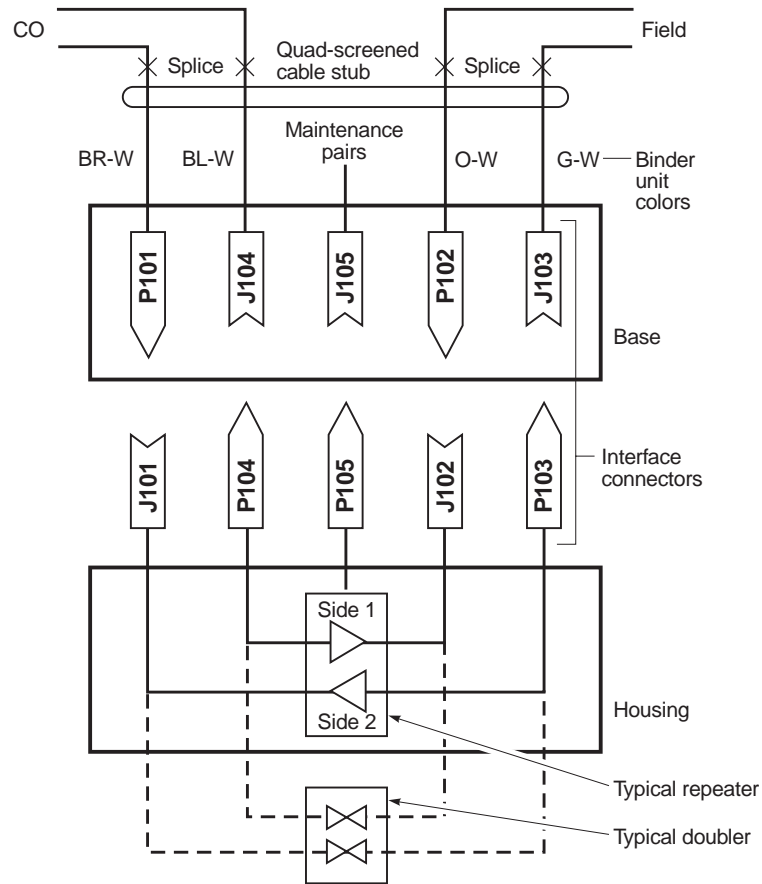 CO
Splice
Quad-screened
cable stub
Splice
Field
Maintenance
pairs
BR-W
BL-W
O-W
G-W
Binder
unit
colors
P101
J104
J105
P102
J103
Base
Interface
connectors
J101
P104
P105
J102
P103
Side 1
Side 2
Housing
Typical repeater
Typical doubler